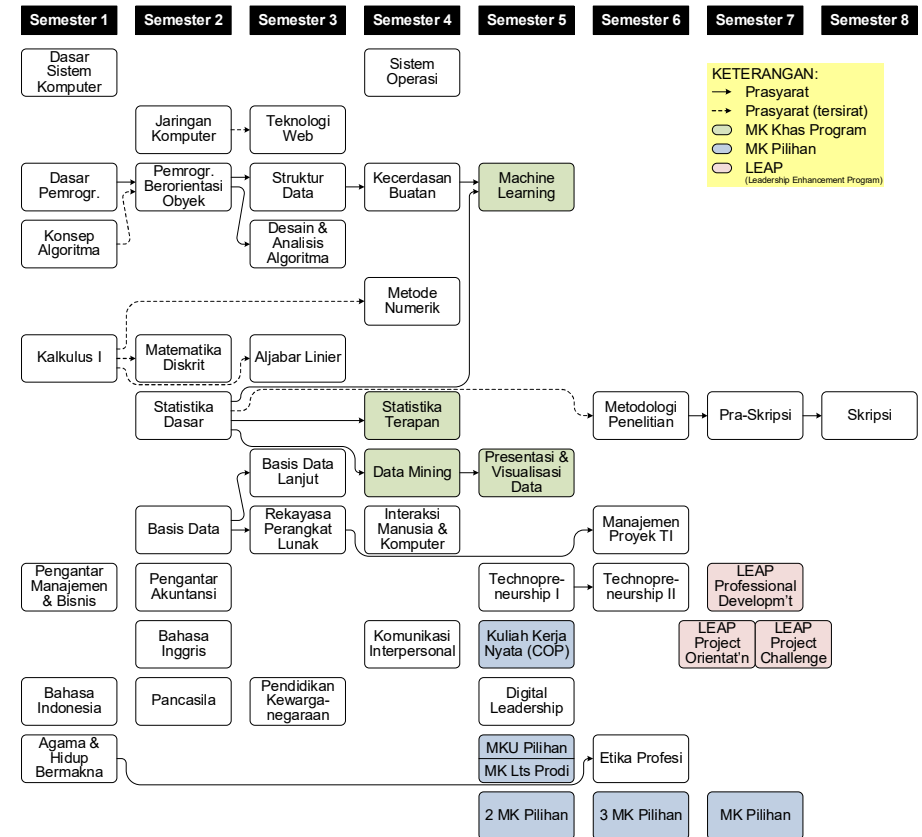 Semester 1
Semester 2
Semester 3
Semester 4
Semester 5
Semester 6
Semester 7
Semester 8
Dasar
Sistem
Komputer
Sistem
Operasi
KETERANGAN:
Prasyarat
Prasyarat (tersirat)
MK Khas Program
MK Pilihan
LEAP
(Leadership Enhancement Program)
Jaringan
Komputer
Teknologi
Web
Dasar
Pemrogr.
Pemrogr.
Berorientasi
Obyek
Struktur
Data
Kecerdasan
Buatan
Machine
Learning
Konsep
Algoritma
Desain &
Analisis
Algoritma
Metode
Numerik
Kalkulus I
Matematika
Diskrit
Aljabar Linier
Statistika
Dasar
Statistika
Terapan
Metodologi
Penelitian
Pra-Skripsi
Skripsi
Basis Data
Lanjut
Data Mining
Presentasi &
Visualisasi
Data
Basis Data
Rekayasa
Perangkat
Lunak
Interaksi
Manusia &
Komputer
Manajemen
Proyek TI
Pengantar
Manajemen
& Bisnis
Pengantar
Akuntansi
Technopre-
neurship I
Technopre-
neurship II
LEAP
Professional
Developm't
Bahasa
Inggris
Komunikasi
Interpersonal
Kuliah Kerja
Nyata (COP)
LEAP
Project
Orientat'n
LEAP
Project
Challenge
Bahasa
Indonesia
Pancasila
Pendidikan
Kewarga-
negaraan
Digital
Leadership
Agama &
Hidup
Bermakna
MKU Pilihan
MK Lts Prodi
Etika Profesi
2 MK Pilihan
3 MK Pilihan
MK Pilihan